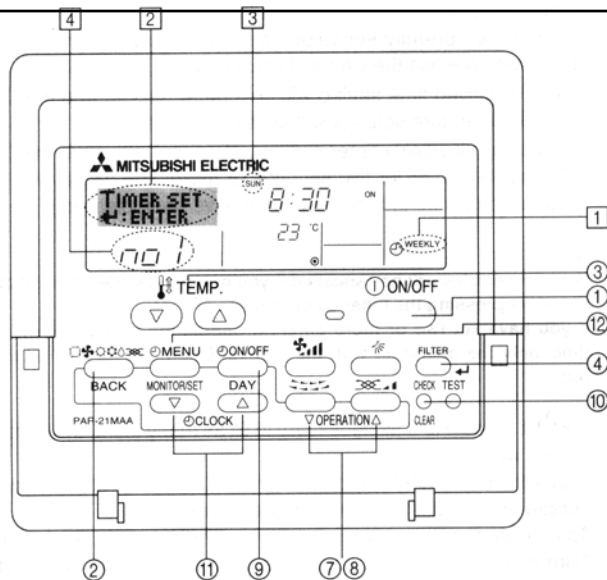 4 2 3
MITSUBISHI ELECTRIC
TIMER SET
↵:ENTER
SUN 8:30 ON
23 °C
WEEKLY 1
no 1
TEMP. ON/OFF ③
①
⑫
MENU ON/OFF FILTER
④
BACK MONITOR/SET DAY CHECK TEST
⑩
PAR-21MAA CLOCK OPERATION CLEAR
② ⑪ ⑨ ⑦⑧